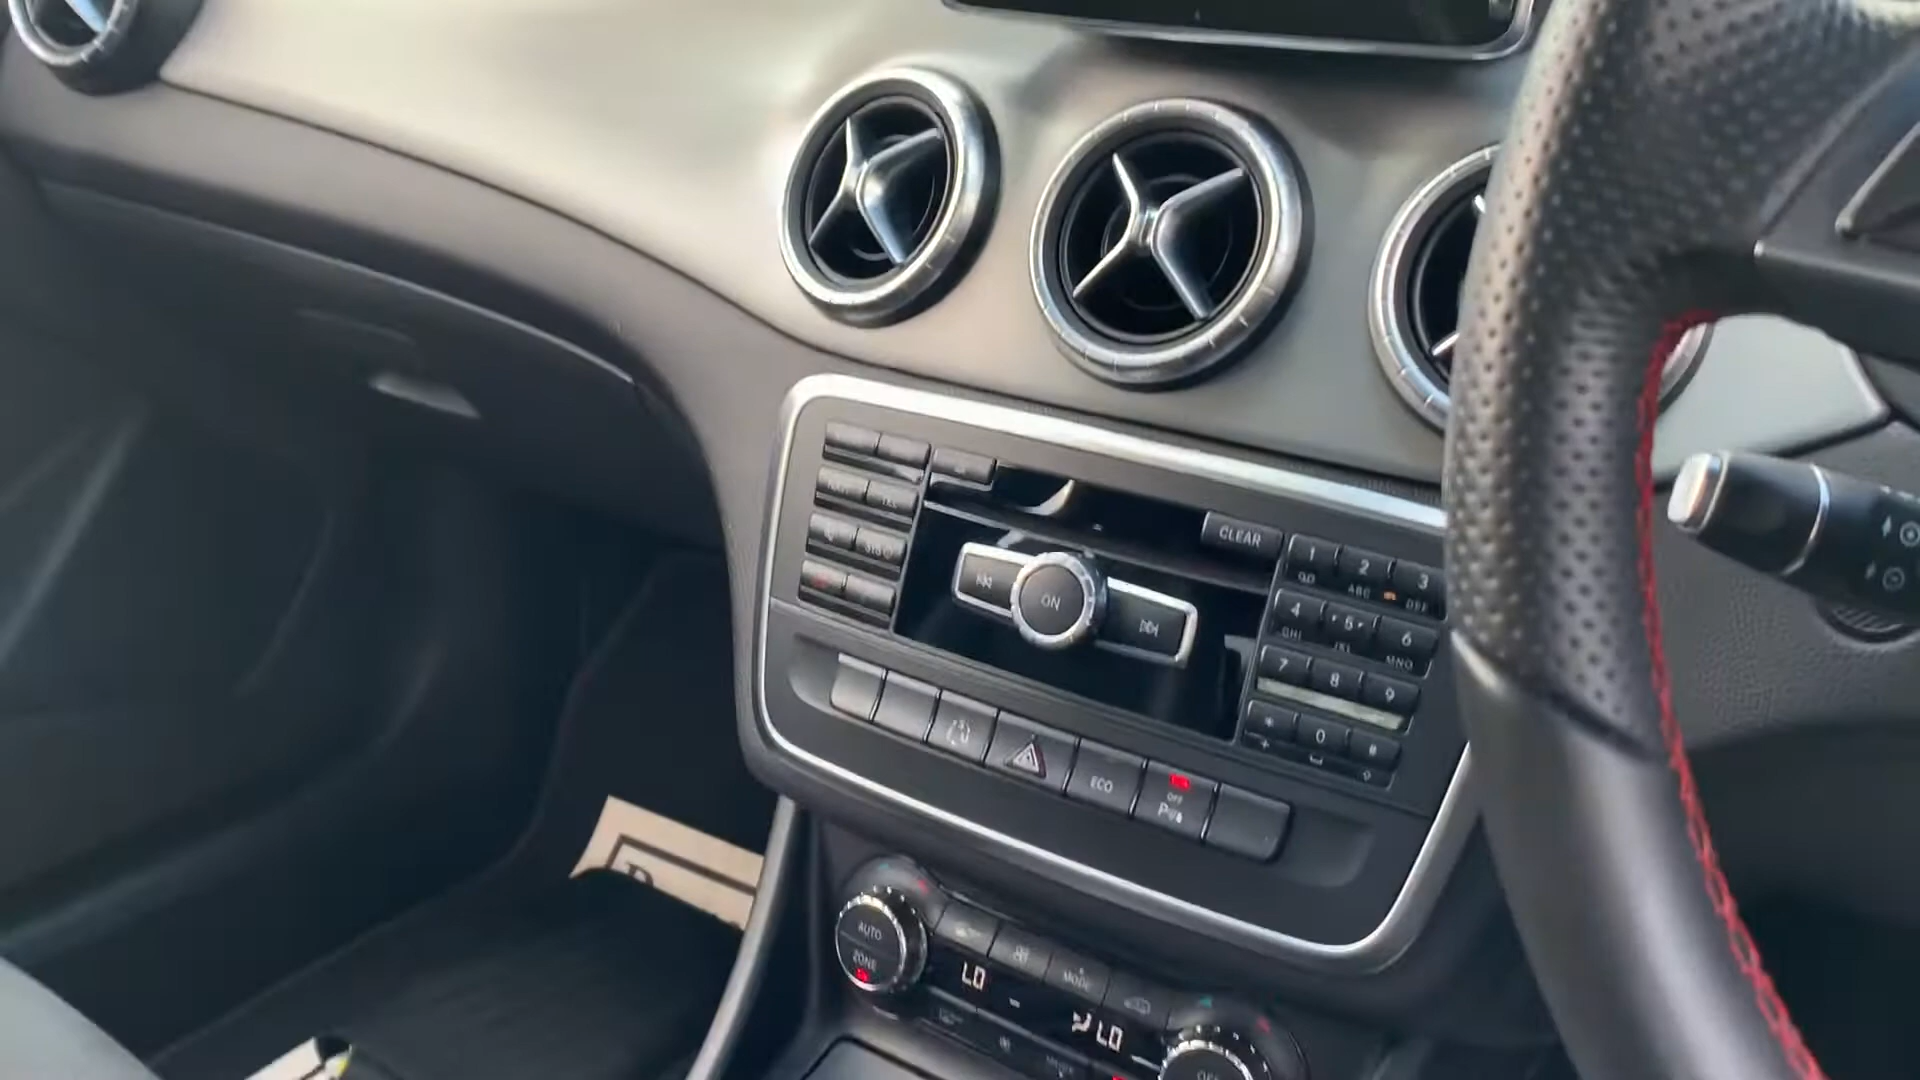 CLEAR
1 2 3
ABC DEF
ON
4 5 6
GHI MNO
7 8 9
* 0 #
ECO
OFF
AUTO
ZONE
MODE
LO
LO
OFF